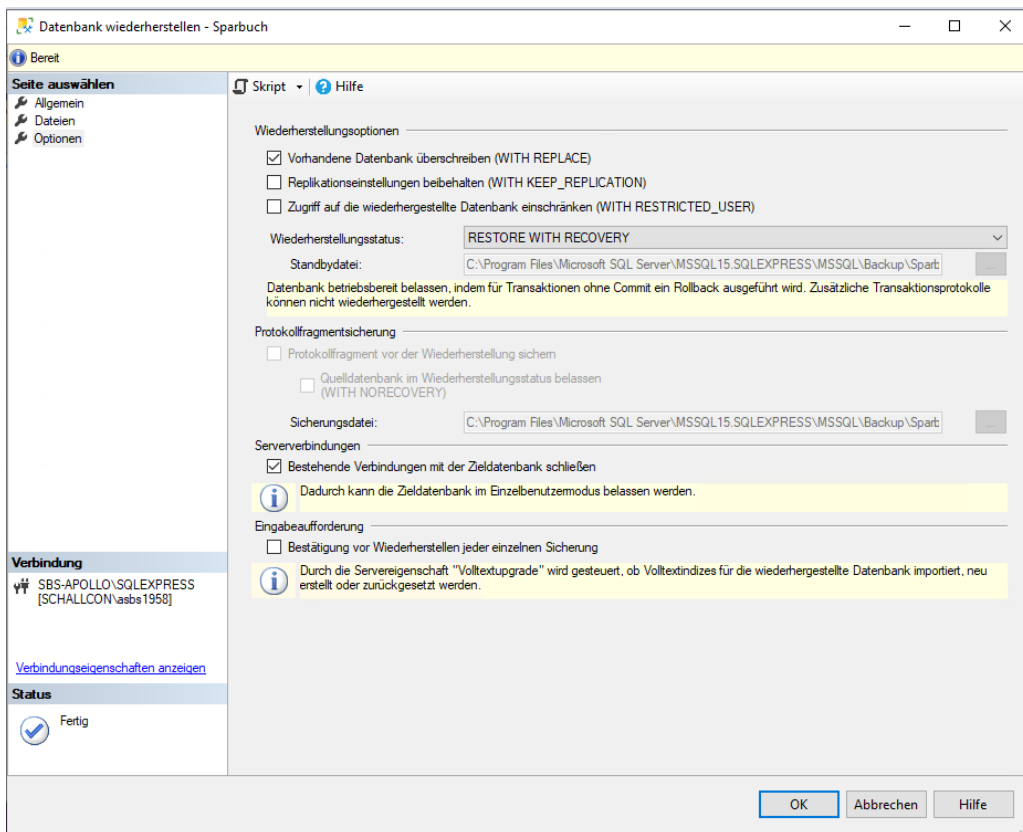 Datenbank wiederherstellen - Sparbuch
Bereit
Seite auswählen
Allgemein
Dateien
Optionen
Skript
Hilfe
Wiederherstellungsoptionen
Vorhandene Datenbank überschreiben (WITH REPLACE)
Replikationseinstellungen beibehalten (WITH KEEP_REPLICATION)
Zugriff auf die wiederhergestellte Datenbank einschränken (WITH RESTRICTED_USER)
Wiederherstellungsstatus:
RESTORE WITH RECOVERY
Standbydatei:
C:\Program Files\Microsoft SQL Server\MSSQL15.SQLEXPRESS\MSSQL\Backup\Sparb
...
Datenbank betriebsbereit belassen, indem für Transaktionen ohne Commit ein Rollback ausgeführt wird. Zusätzliche Transaktionsprotokolle
können nicht wiederhergestellt werden.
Protokollfragmentsicherung
Protokollfragment vor der Wiederherstellung sichern
Quelldatenbank im Wiederherstellungsstatus belassen
(WITH NORECOVERY)
Sicherungsdatei:
C:\Program Files\Microsoft SQL Server\MSSQL15.SQLEXPRESS\MSSQL\Backup\Sparb
...
Serververbindungen
Bestehende Verbindungen mit der Zieldatenbank schließen
Dadurch kann die Zieldatenbank im Einzelbenutzermodus belassen werden.
Eingabeaufforderung
Bestätigung vor Wiederherstellen jeder einzelnen Sicherung
Durch die Servereigenschaft "Volltextupgrade" wird gesteuert, ob Volltextindizes für die wiederhergestellte Datenbank importiert, neu
erstellt oder zurückgesetzt werden.
Verbindung
SBS-APOLLO\SQLEXPRESS
[SCHALLCON\asbs1958]
Verbindungseigenschaften anzeigen
Status
Fertig
OK
Abbrechen
Hilfe